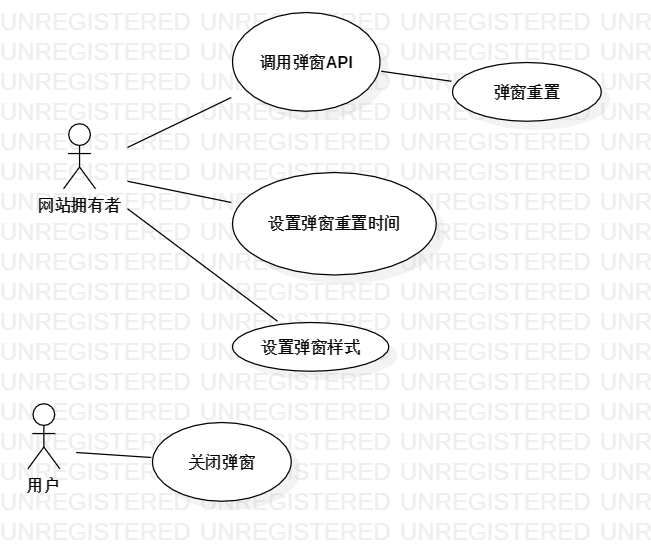 调用弹窗API
弹窗重置
网站拥有者
设置弹窗重置时间
设置弹窗样式
用户
关闭弹窗
UNREGISTERED